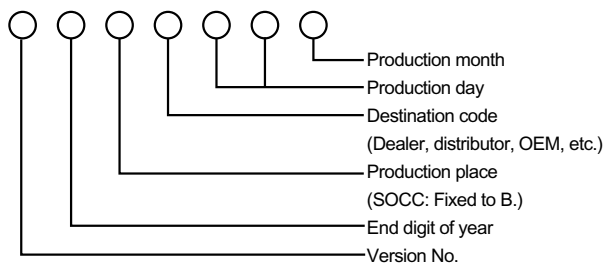 Production month
Production day
Destination code
(Dealer, distributor, OEM, etc.)
Production place
(SOCC: Fixed to B.)
End digit of year
Version No.